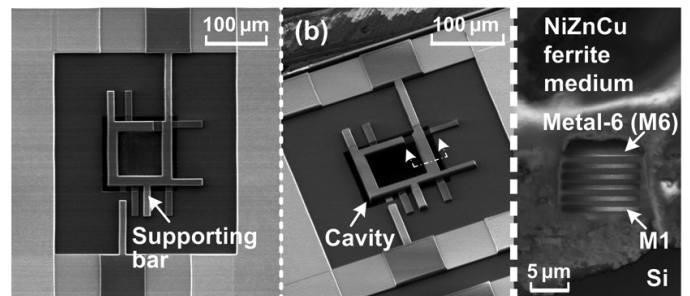 100 µm
Supporting
bar
(b)
100 µm
Cavity
NiZnCu
ferrite
medium
Metal-6 (M6)
M1
5 µm
Si